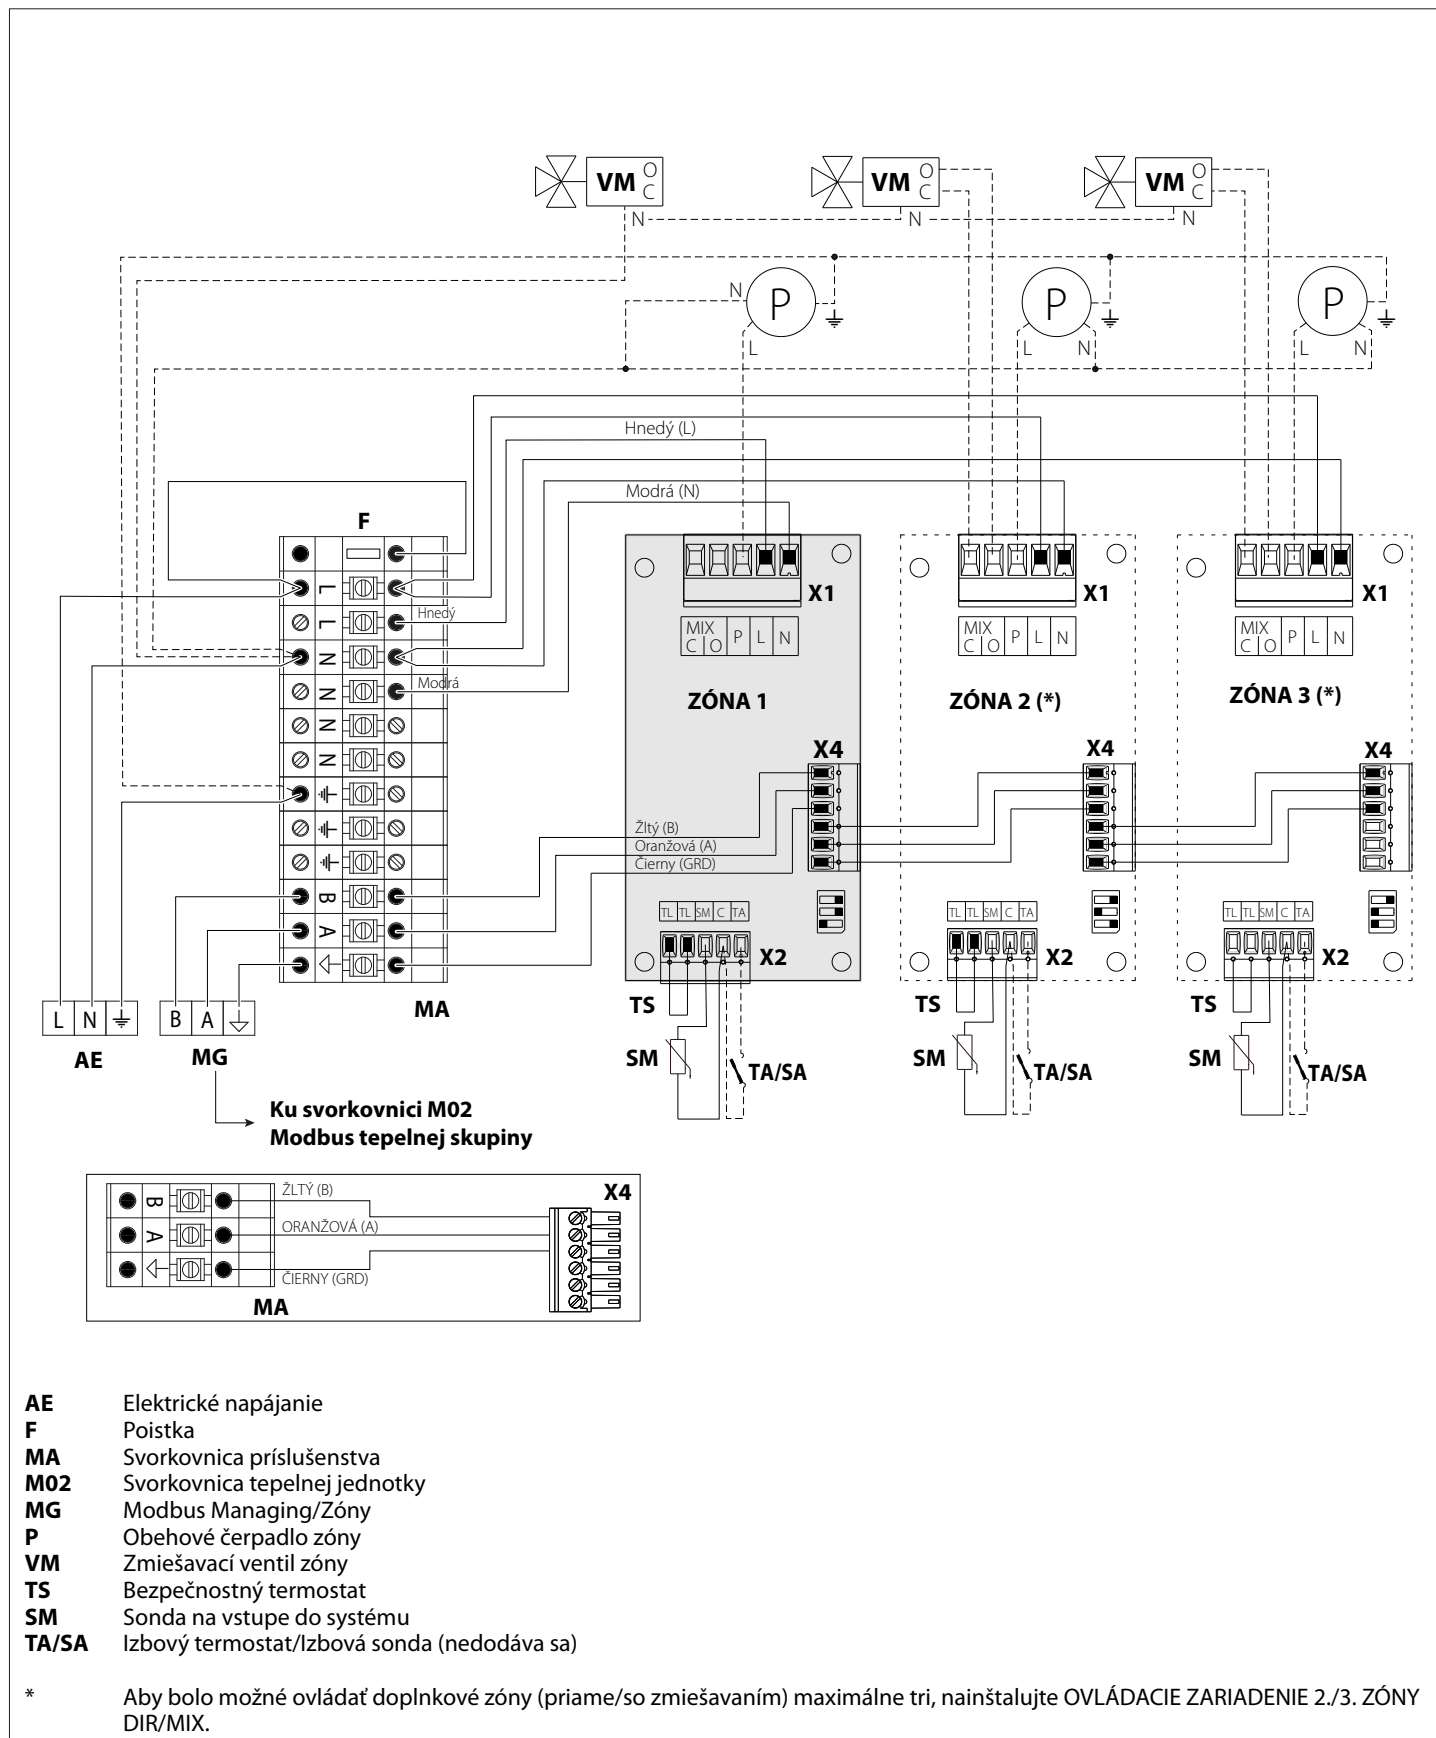 VM O C
VM O C
VM O C
N
N
N
N
P
P
P
L
L
N
L
N
Hnedý (L)
Modrá (N)
F
L
L
Hnedý
N
N
Modrá
N
N
B
A
MA
X1
X1
X1
MIX C O P L N
MIX C O P L N
MIX C O P L N
ZÓNA 1
ZÓNA 2 (*)
ZÓNA 3 (*)
X4
X4
X4
Žltý (B)
Oranžová (A)
Čierny (GRD)
TL TL SM C TA
TL TL SM C TA
TL TL SM C TA
X2
X2
X2
TS
TS
TS
SM
TA/SA
SM
TA/SA
SM
TA/SA
L N
AE
B A
MG
Ku svorkovnici M02
Modbus tepelnej skupiny
B
A
ŽLTÝ (B)
ORANŽOVÁ (A)
ČIERNY (GRD)
X4
MA
AE Elektrické napájanie
F Poistka
MA Svorkovnica príslušenstva
M02 Svorkovnica tepelnej jednotky
MG Modbus Managing/Zóny
P Obehové čerpadlo zóny
VM Zmiešavací ventil zóny
TS Bezpečnostný termostat
SM Sonda na vstupe do systému
TA/SA Izbový termostat/Izbová sonda (nedodáva sa)
* Aby bolo možné ovládať doplnkové zóny (priame/so zmiešavaním) maximálne tri, nainštalujte OVLÁDACIE ZARIADENIE 2./3. ZÓNY
DIR/MIX.